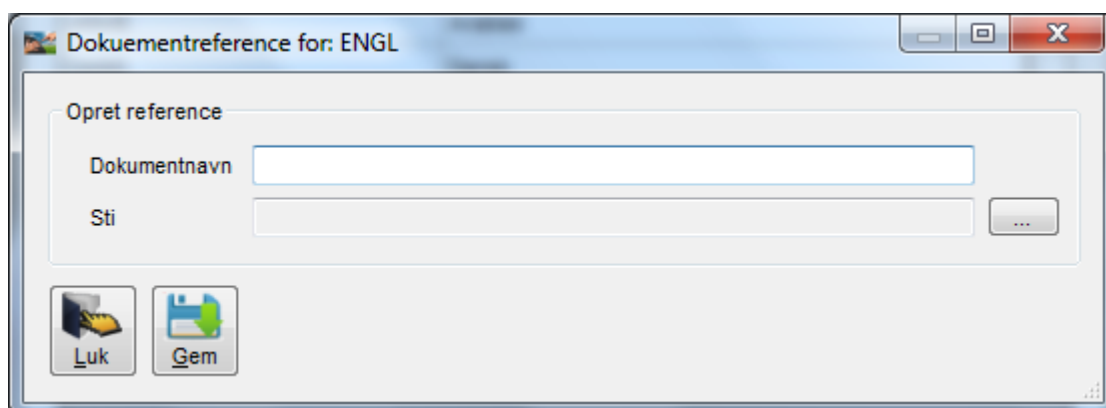 Dokuementreference for: ENGL
Opret reference
Dokumentnavn
Sti
...
Luk
Gem